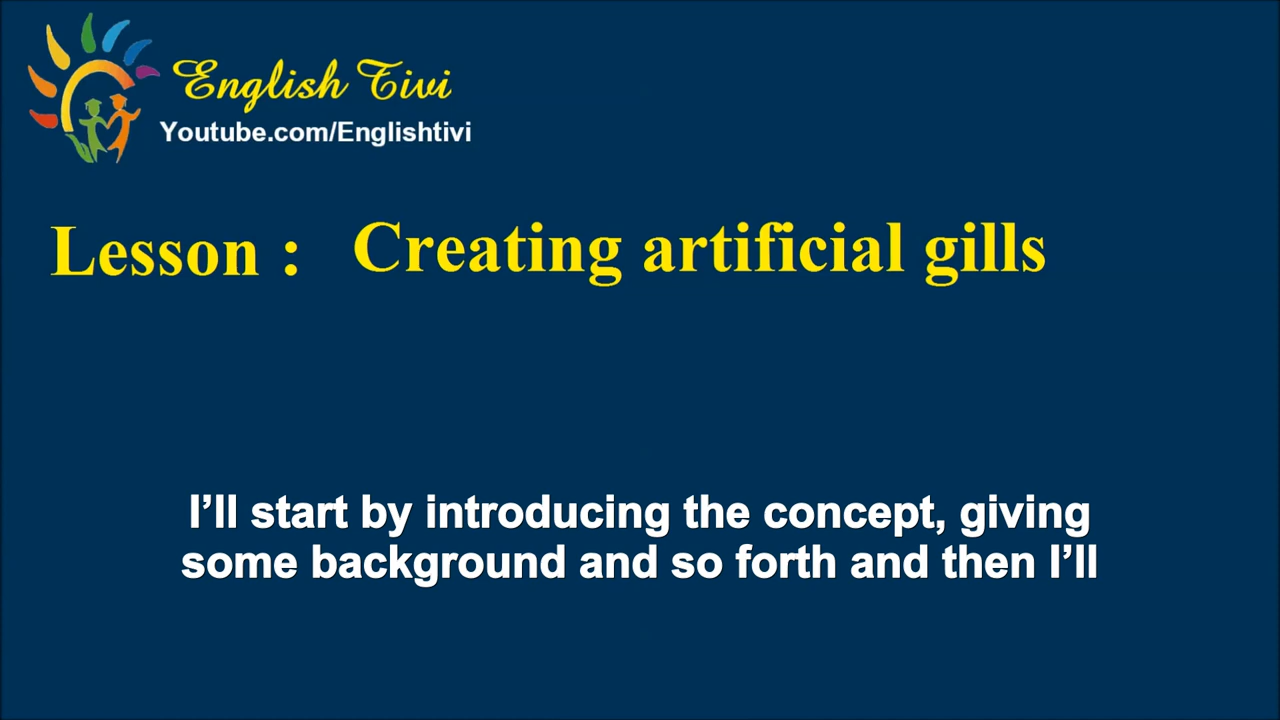 English Tivi
Youtube.com/Englishtivi
Lesson : Creating artificial gills
I’ll start by introducing the concept, giving
some background and so forth and then I’ll